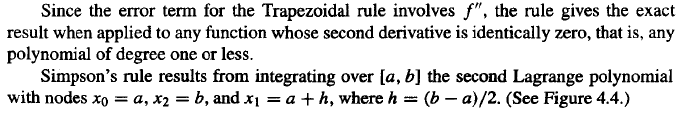 Since the error term for the Trapezoidal rule involves f″, the rule gives the exact
result when applied to any function whose second derivative is identically zero, that is, any
polynomial of degree one or less.
Simpson's rule results from integrating over [a, b] the second Lagrange polynomial
with nodes x₀ = a, x₂ = b, and x₁ = a + h, where h = (b − a)/2. (See Figure 4.4.)